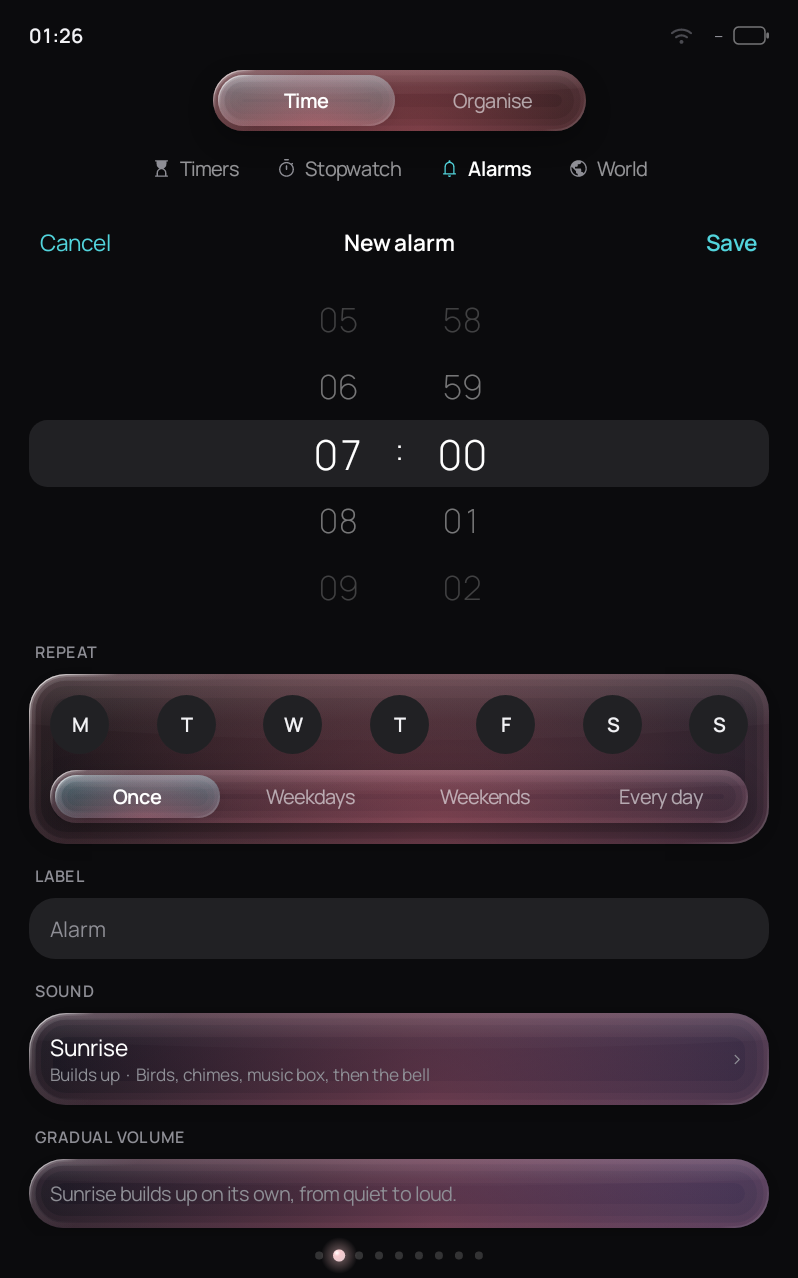 01:26
–
Time Organise
Timers Stopwatch Alarms World
Cancel New alarm Save
05 58
06 59
07 : 00
08 01
09 02
REPEAT
M T W T F S S
Once Weekdays Weekends Every day
LABEL
Alarm
SOUND
Sunrise
Builds up · Birds, chimes, music box, then the bell
GRADUAL VOLUME
Sunrise builds up on its own, from quiet to loud.